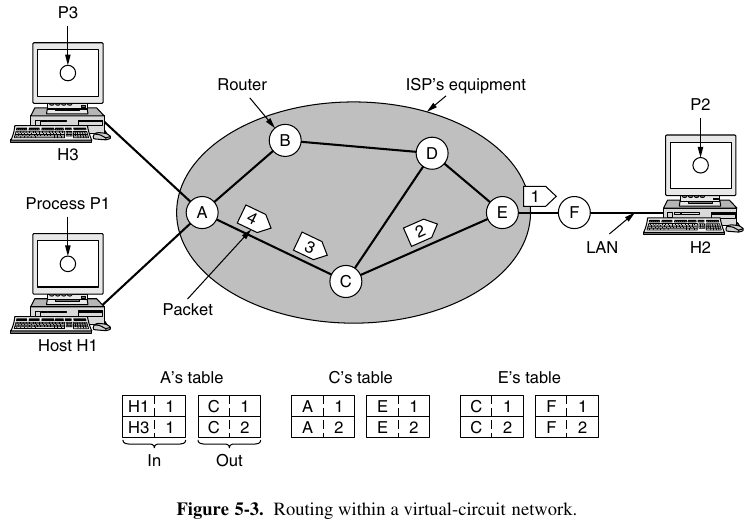 P3
Router
ISP's equipment
P2
B
D
H3
Process P1
A
4
3
2
E
1
F
LAN
H2
C
Packet
Host H1
A's table
C's table
E's table
H1 1 C 1 A 1 E 1 C 1 F 1
H3 1 C 2 A 2 E 2 C 2 F 2
In Out
Figure 5-3. Routing within a virtual-circuit network.